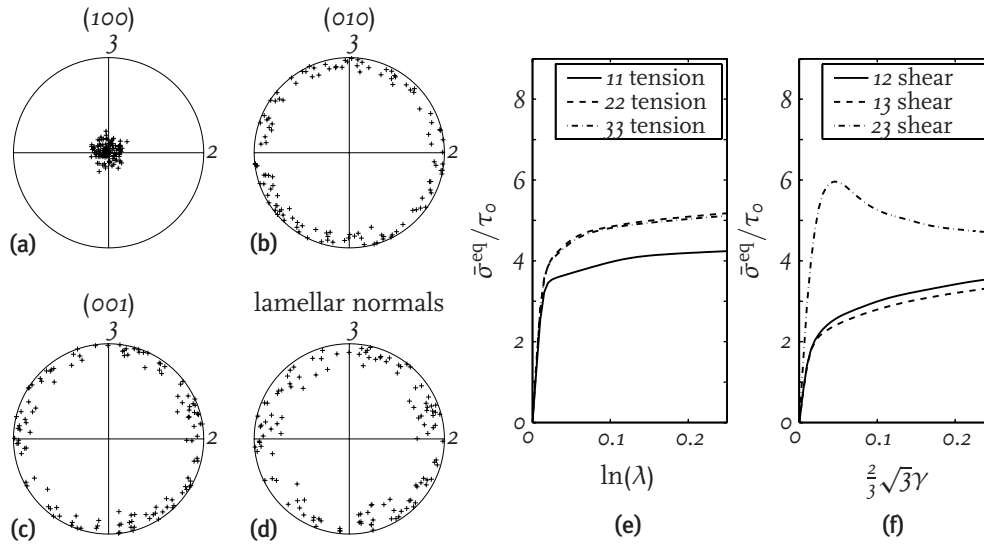 (100)
3
2
(a)
(010)
3
2
(b)
(001)
3
2
(c)
lamellar normals
3
2
(d)
σ̄^eq/τ₀
8
6
4
2
0
11 tension
22 tension
33 tension
0
0.1
0.2
ln(λ)
(e)
σ̄^eq/τ₀
8
6
4
2
0
12 shear
13 shear
23 shear
0
0.1
0.2
2/3 √3γ
(f)